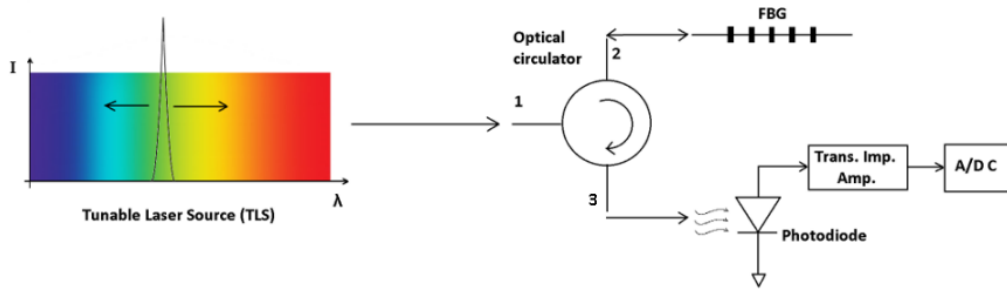 I
λ
Tunable Laser Source (TLS)
Optical
circulator
1
2
3
FBG
Trans. Imp.
Amp.
A/D C
Photodiode